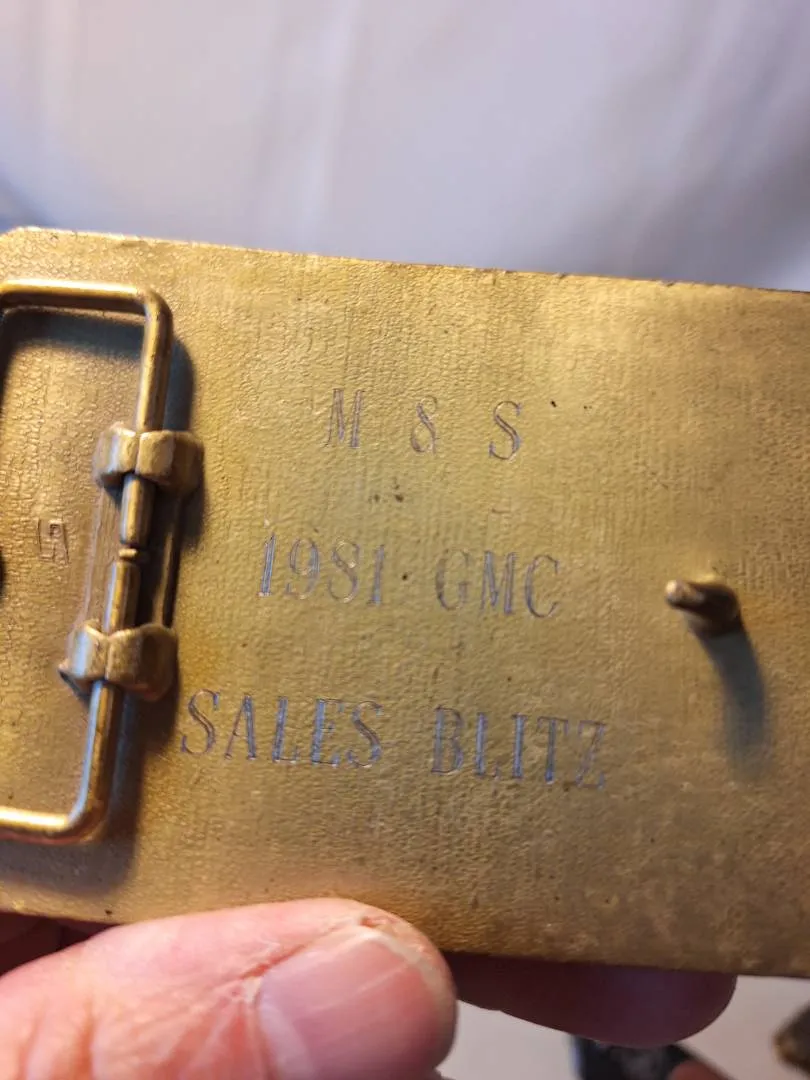 M & S
1981 GMC
SALES BLITZ